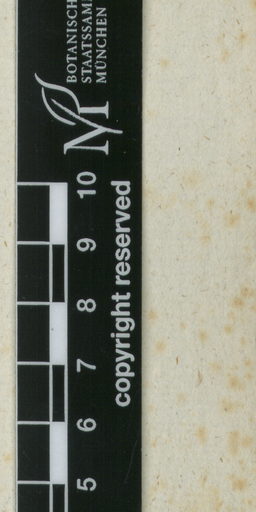 BOTANISCH
STAATSSAM
MÜNCHEN
M
10
9
8
7
6
5
copyright reserved